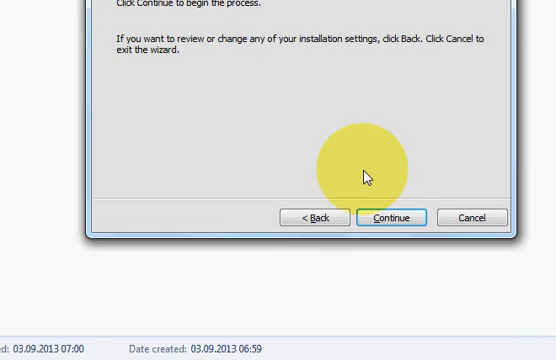 Click Continue to begin the process.
If you want to review or change any of your installation settings, click Back. Click Cancel to
exit the wizard.
< Back Continue Cancel
ed: 03.09.2013 07:00 Date created: 03.09.2013 06:59